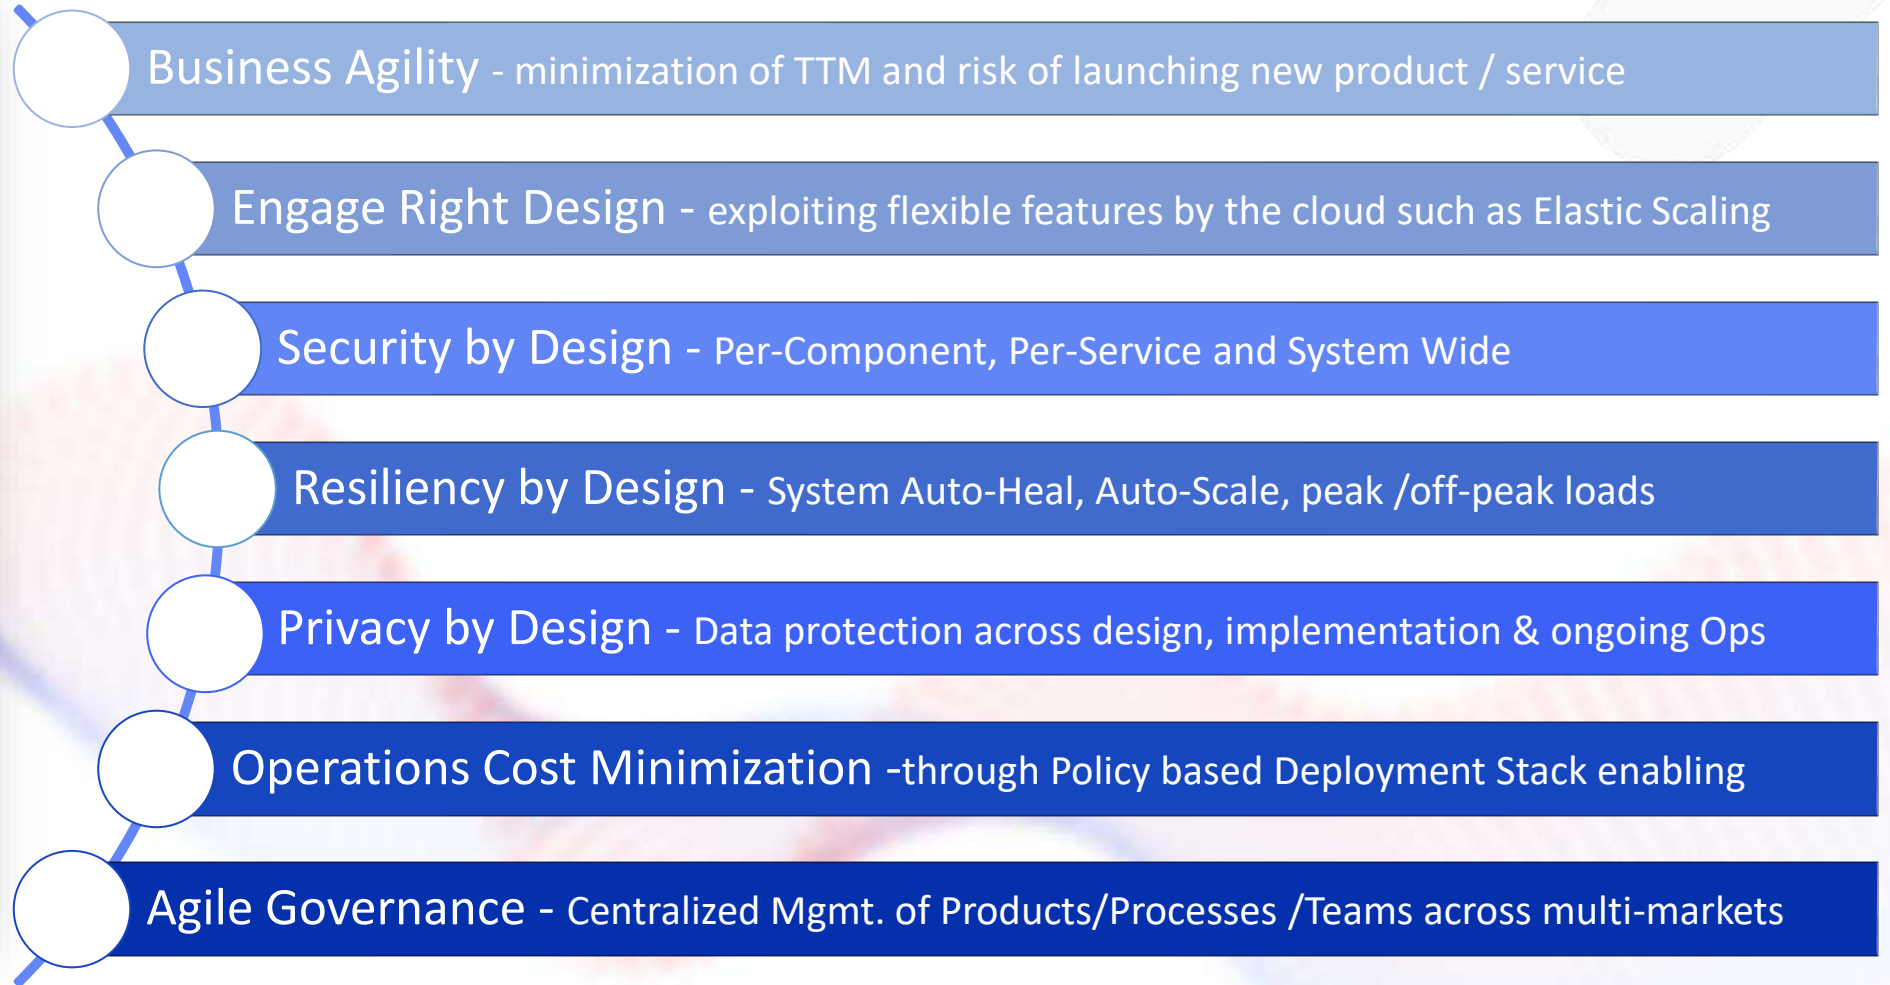 Business Agility - minimization of TTM and risk of launching new product / service
Engage Right Design - exploiting flexible features by the cloud such as Elastic Scaling
Security by Design - Per-Component, Per-Service and System Wide
Resiliency by Design - System Auto-Heal, Auto-Scale, peak /off-peak loads
Privacy by Design - Data protection across design, implementation & ongoing Ops
Operations Cost Minimization -through Policy based Deployment Stack enabling
Agile Governance - Centralized Mgmt. of Products/Processes /Teams across multi-markets